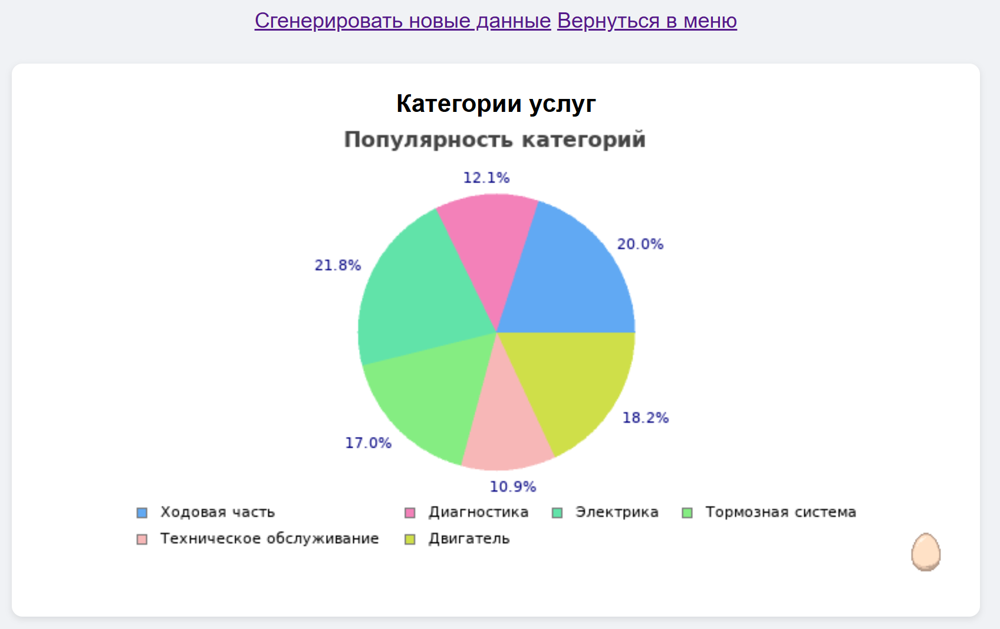 Сгенерировать новые данные Вернуться в меню
Категории услуг
Популярность категорий
12.1%
20.0%
21.8%
18.2%
17.0%
10.9%
Ходовая часть Диагностика Электрика Тормозная система
Техническое обслуживание Двигатель